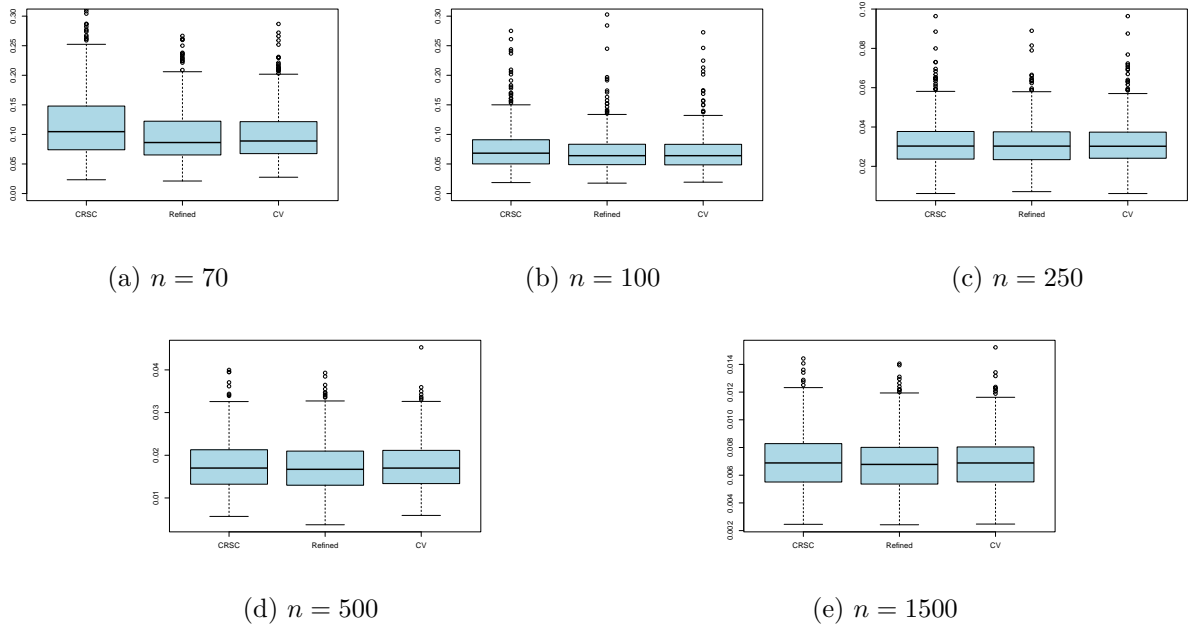 0.00 0.05 0.10 0.15 0.20 0.25 0.30
CRSC Refined CV
(a) n = 70
0.00 0.05 0.10 0.15 0.20 0.25 0.30
CRSC Refined CV
(b) n = 100
0.02 0.04 0.06 0.08 0.10
CRSC Refined CV
(c) n = 250
0.01 0.02 0.03 0.04
CRSC Refined CV
(d) n = 500
0.002 0.004 0.006 0.008 0.010 0.012 0.014
CRSC Refined CV
(e) n = 1500